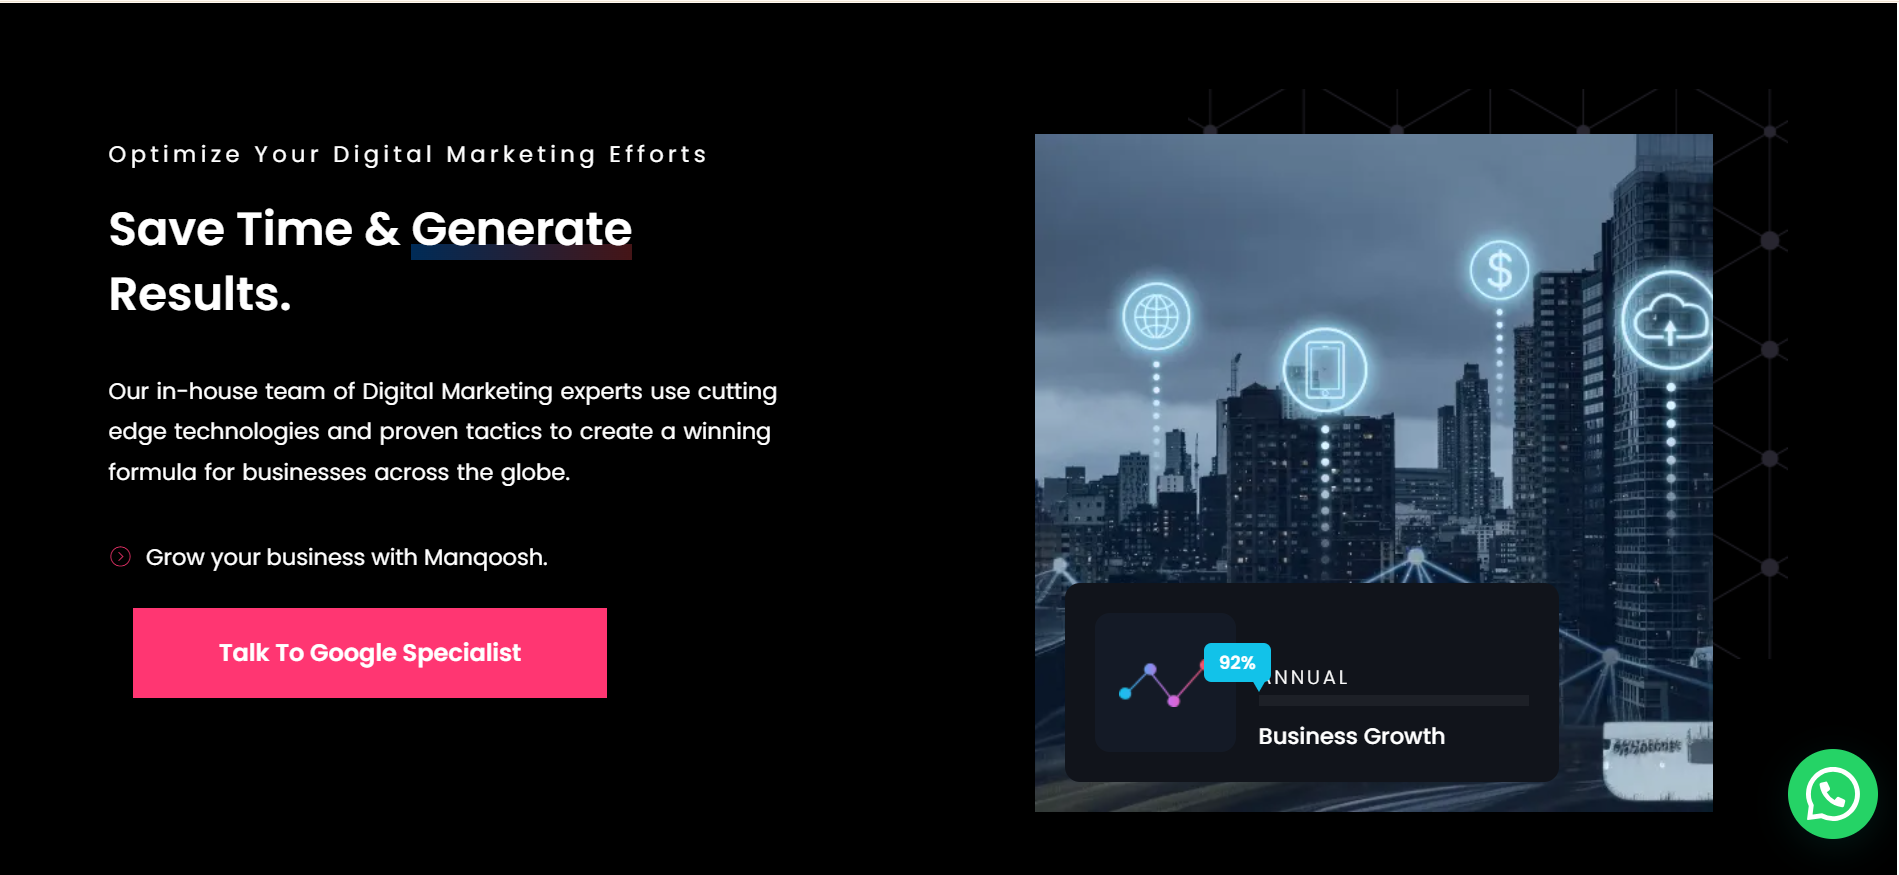 Optimize Your Digital Marketing Efforts
Save Time & Generate
Results.
Our in-house team of Digital Marketing experts use cutting
edge technologies and proven tactics to create a winning
formula for businesses across the globe.
Grow your business with Manqoosh.
Talk To Google Specialist
$
92%
ANNUAL
Business Growth